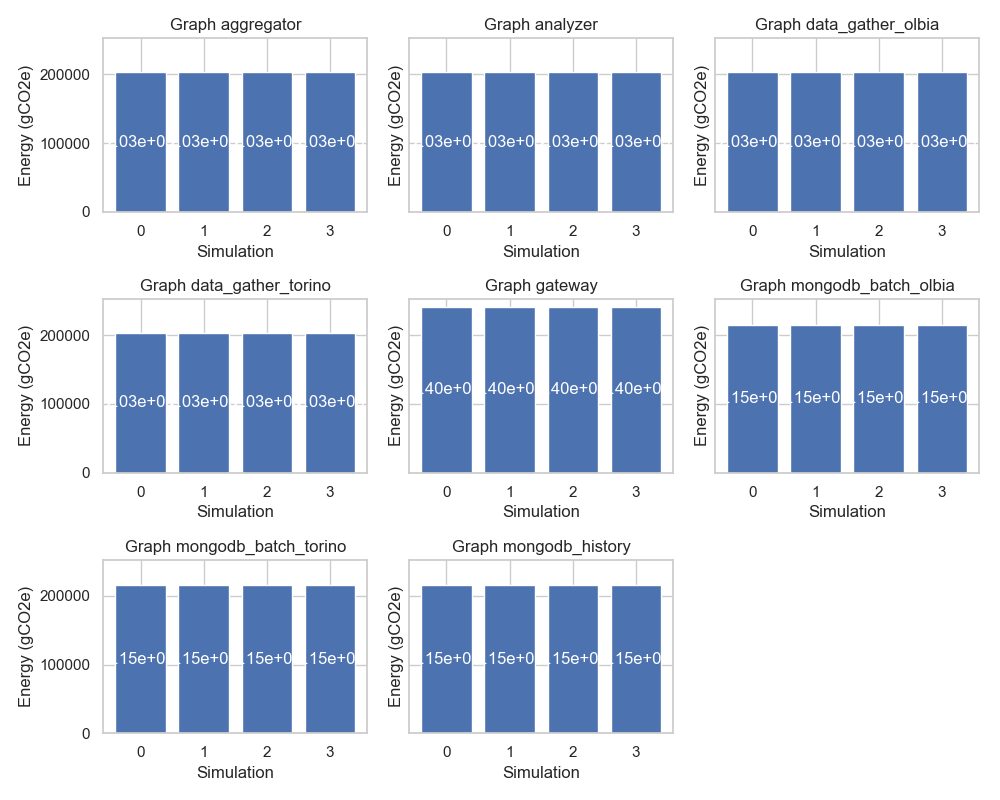 Graph aggregator
Energy (gCO2e)
200000
100000
0
.03e+0 .03e+0 .03e+0 .03e+0
0 1 2 3
Simulation
Graph analyzer
Energy (gCO2e)
.03e+0 .03e+0 .03e+0 .03e+0
0 1 2 3
Simulation
Graph data_gather_olbia
Energy (gCO2e)
.03e+0 .03e+0 .03e+0 .03e+0
0 1 2 3
Simulation
Graph data_gather_torino
Energy (gCO2e)
200000
100000
0
.03e+0 .03e+0 .03e+0 .03e+0
0 1 2 3
Simulation
Graph gateway
Energy (gCO2e)
.40e+0 .40e+0 .40e+0 .40e+0
0 1 2 3
Simulation
Graph mongodb_batch_olbia
Energy (gCO2e)
.15e+0 .15e+0 .15e+0 .15e+0
0 1 2 3
Simulation
Graph mongodb_batch_torino
Energy (gCO2e)
200000
100000
0
.15e+0 .15e+0 .15e+0 .15e+0
0 1 2 3
Simulation
Graph mongodb_history
Energy (gCO2e)
.15e+0 .15e+0 .15e+0 .15e+0
0 1 2 3
Simulation